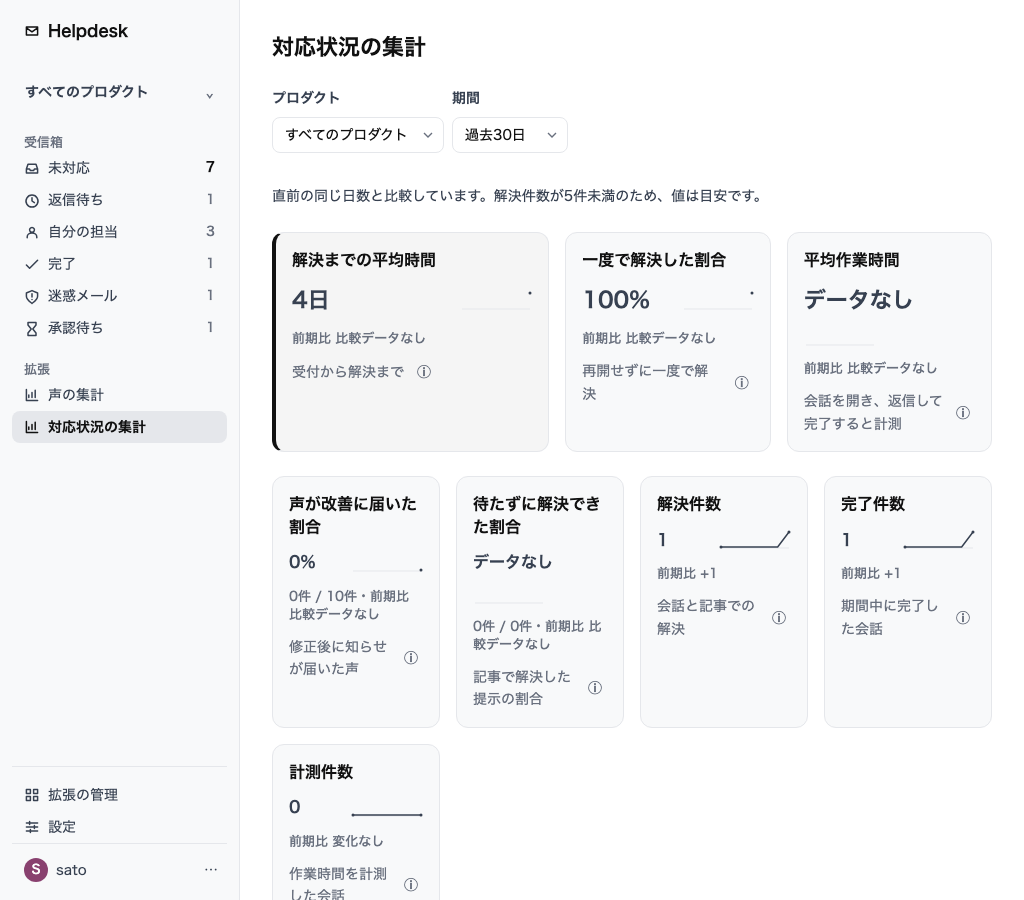 Helpdesk
すべてのプロダクト
受信箱
未対応 7
返信待ち 1
自分の担当 3
完了 1
迷惑メール 1
承認待ち 1
拡張
声の集計
対応状況の集計
拡張の管理
設定
S sato
対応状況の集計
プロダクト 期間
すべてのプロダクト 過去30日
直前の同じ日数と比較しています。解決件数が5件未満のため、値は目安です。
解決までの平均時間
4日
前期比 比較データなし
受付から解決まで
一度で解決した割合
100%
前期比 比較データなし
再開せずに一度で解
決
平均作業時間
データなし
前期比 比較データなし
会話を開き、返信して
完了すると計測
声が改善に届いた
割合
0%
0件 / 10件・前期比
比較データなし
修正後に知らせ
が届いた声
待たずに解決でき
た割合
データなし
0件 / 0件・前期比 比
較データなし
記事で解決した
提示の割合
解決件数
1
前期比 +1
会話と記事での
解決
完了件数
1
前期比 +1
期間中に完了し
た会話
計測件数
0
前期比 変化なし
作業時間を計測
した会話